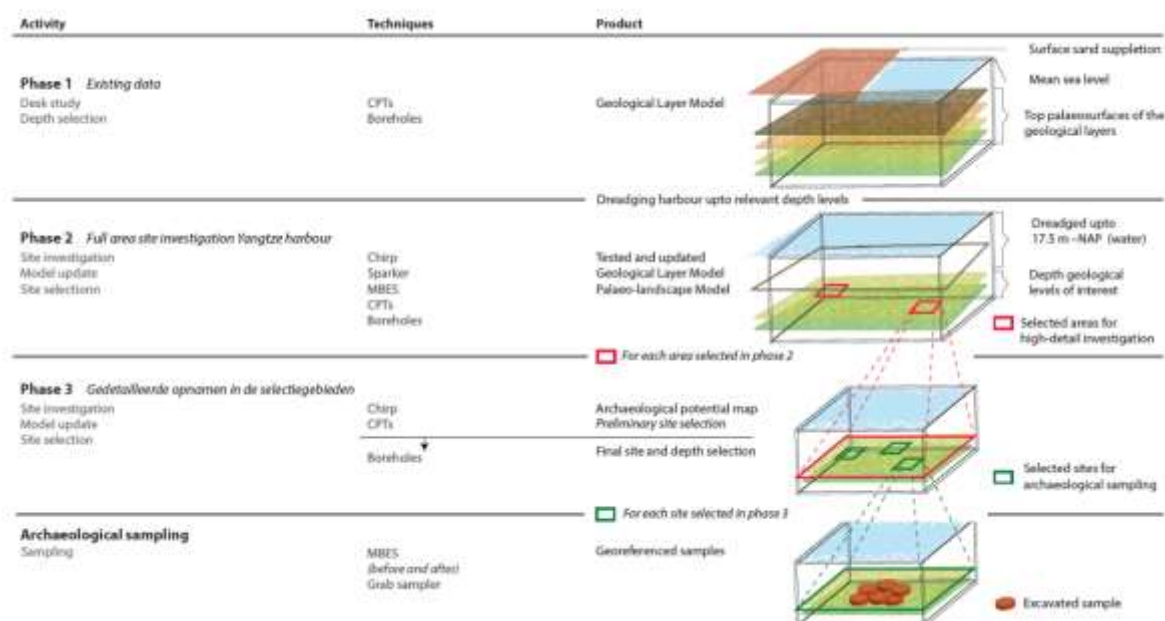 Activity Techniques Product
Surface sand suppletion
Mean sea level
Phase 1 Existing data
Desk study CPTs Geological Layer Model
Depth selection Boreholes
Top palaeosurfaces of the
geological layers
Dreadging harbour upto relevant depth levels
Dreadged upto
17.5 m –NAP (water)
Phase 2 Full area site investigation Yangtze harbour
Site investigation Chirp Tested and updated
Model update Sparker Geological Layer Model
Site selectionn MBES Palaeo-landscape Model
CPTs
Boreholes
Depth geological
levels of interest
Selected areas for
high-detail investigation
For each area selected in phase 2
Phase 3 Gedetailleerde opnamen in de selectiegebieden
Site investigation Chirp Archaeological potential map
Model update CPTs Preliminary site selection
Site selection
Boreholes Final site and depth selection
Selected sites for
archaeological sampling
For each site selected in phase 3
Archaeological sampling
Sampling MBES Georeferenced samples
(before and after)
Grab sampler
Excavated sample